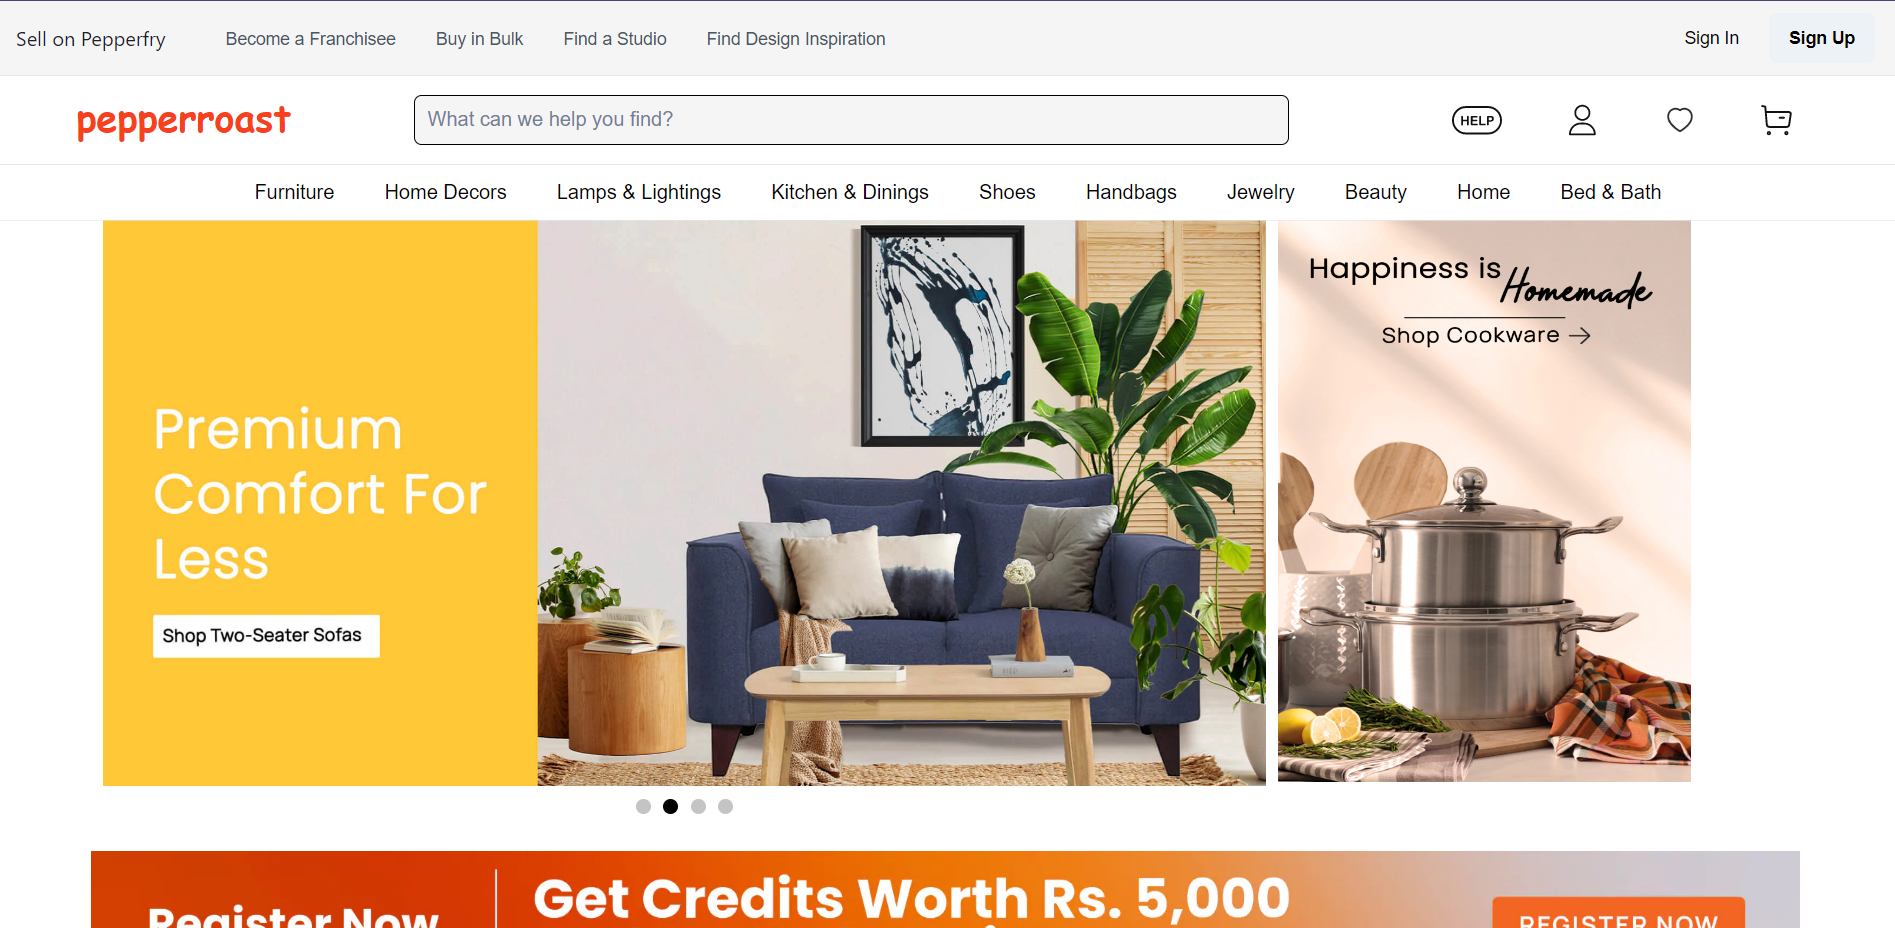 Sell on Pepperfry
Become a Franchisee
Buy in Bulk
Find a Studio
Find Design Inspiration
Sign In
Sign Up
pepperroast
What can we help you find?
HELP
Furniture
Home Decors
Lamps & Lightings
Kitchen & Dinings
Shoes
Handbags
Jewelry
Beauty
Home
Bed & Bath
Premium
Comfort For
Less
Shop Two-Seater Sofas
Happiness is
Homemade
Shop Cookware →
Register Now
Get Credits Worth Rs. 5,000
REGISTER NOW